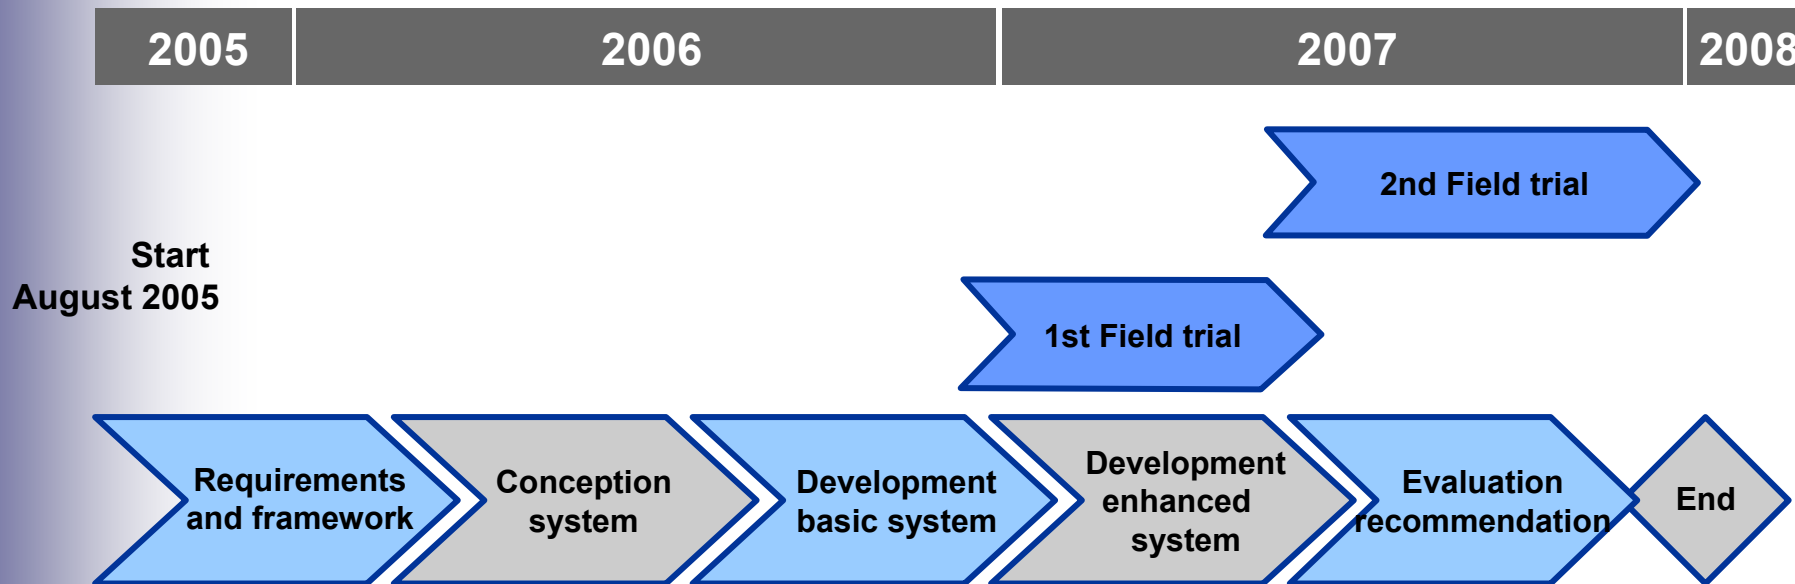 2005
2006
2007
2008
2nd Field trial
Start
August 2005
1st Field trial
Requirements
and framework
Conception
system
Development
basic system
Development
enhanced
system
Evaluation
recommendation
End